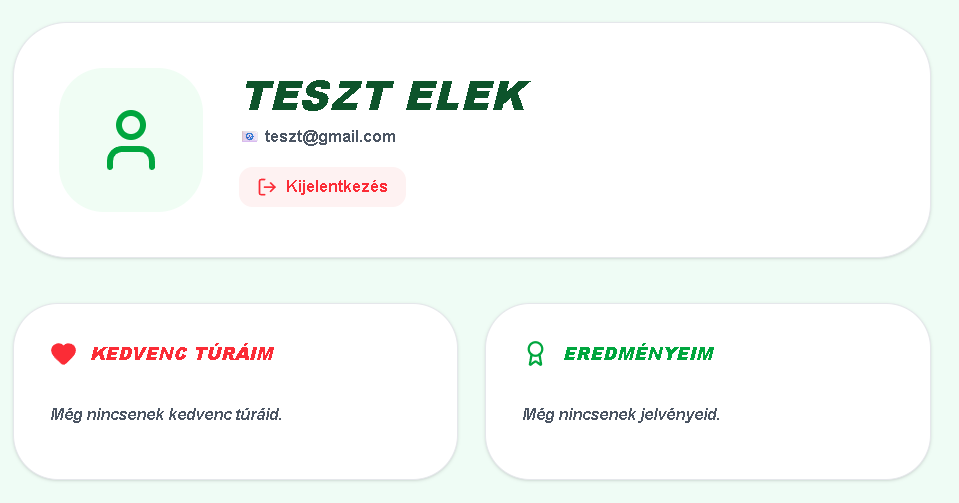 TESZT ELEK
teszt@gmail.com
Kijelentkezés
KEDVENC TÚRÁIM
Még nincsenek kedvenc túráid.
EREDMÉNYEIM
Még nincsenek jelvényeid.